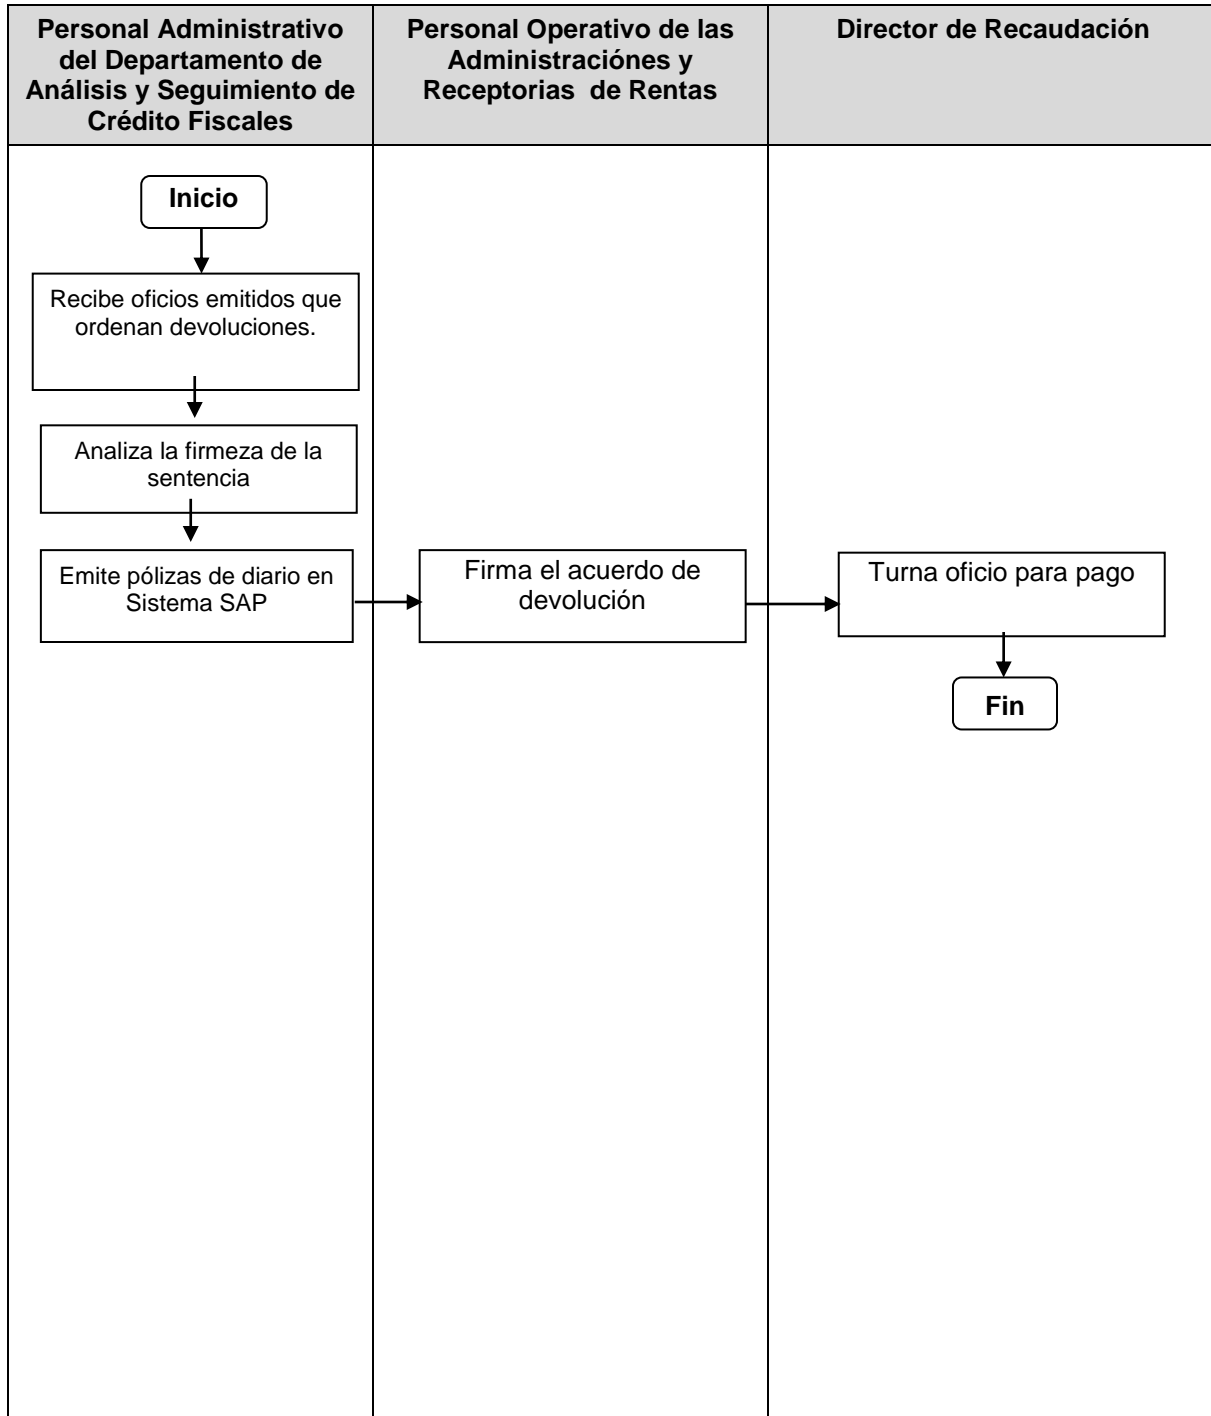 Personal Administrativo
del Departamento de
Análisis y Seguimiento de
Crédito Fiscales
Personal Operativo de las
Administraciónes y
Receptorias de Rentas
Director de Recaudación
Inicio
Recibe oficios emitidos que
ordenan devoluciones.
Analiza la firmeza de la
sentencia
Emite pólizas de diario en
Sistema SAP
Firma el acuerdo de
devolución
Turna oficio para pago
Fin